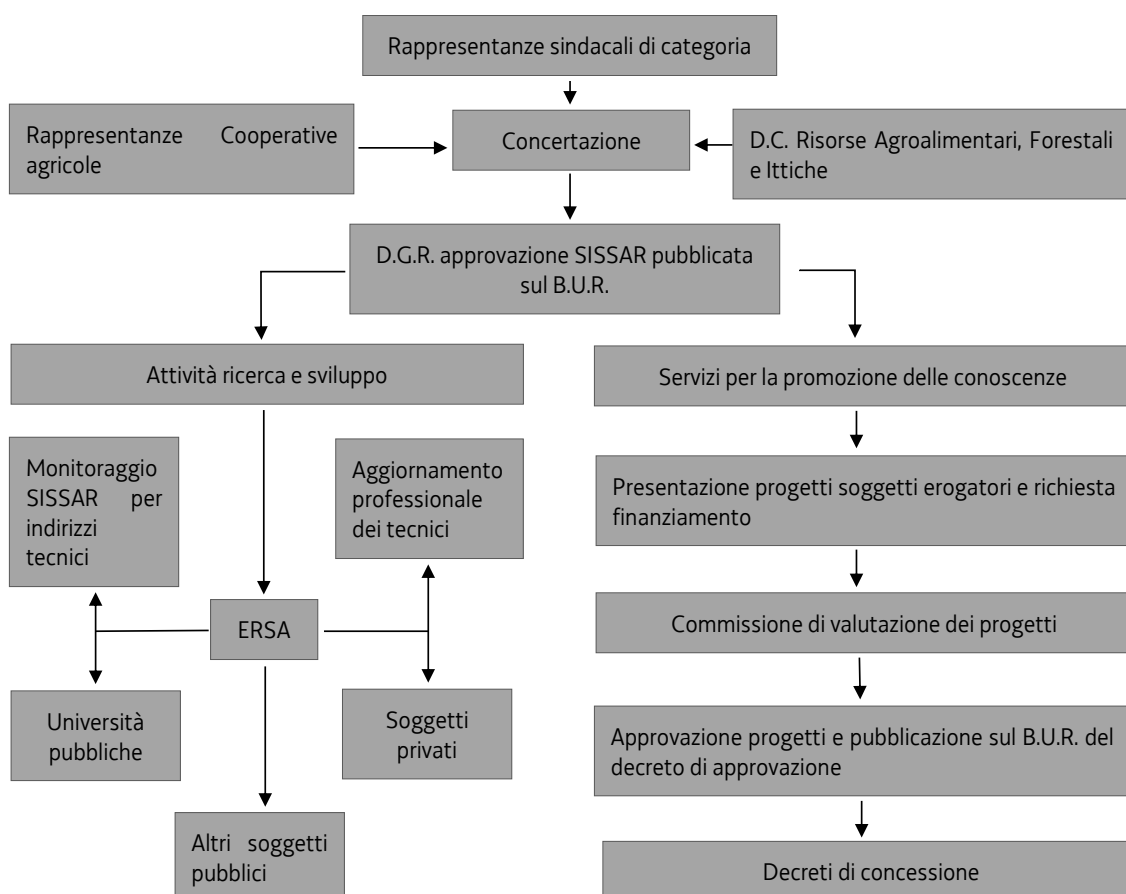 Rappresentanze sindacali di categoria
Rappresentanze Cooperative
agricole
Concertazione
D.C. Risorse Agroalimentari, Forestali
e Ittiche
D.G.R. approvazione SISSAR pubblicata
sul B.U.R.
Attività ricerca e sviluppo
Servizi per la promozione delle conoscenze
Monitoraggio
SISSAR per
indirizzi
tecnici
Aggiornamento
professionale
dei tecnici
Presentazione progetti soggetti erogatori e richiesta
finanziamento
ERSA
Commissione di valutazione dei progetti
Università
pubbliche
Soggetti
privati
Approvazione progetti e pubblicazione sul B.U.R. del
decreto di approvazione
Altri soggetti
pubblici
Decreti di concessione